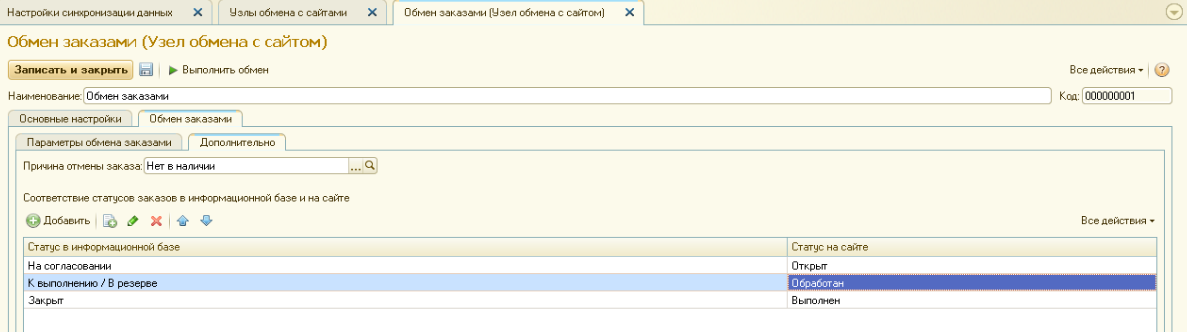 Настройки синхронизации данных Узлы обмена с сайтами Обмен заказами (Узел обмена с сайтом)
Обмен заказами (Узел обмена с сайтом)
Записать и закрыть Выполнить обмен Все действия
Наименование: Обмен заказами Код: 000000001
Основные настройки Обмен заказами
Параметры обмена заказами Дополнительно
Причина отмены заказа: Нет в наличии ...
Соответствие статусов заказов в информационной базе и на сайте
Добавить Все действия
Статус в информационной базе Статус на сайте
На согласовании Открыт
К выполнению / В резерве Обработан
Закрыт Выполнен